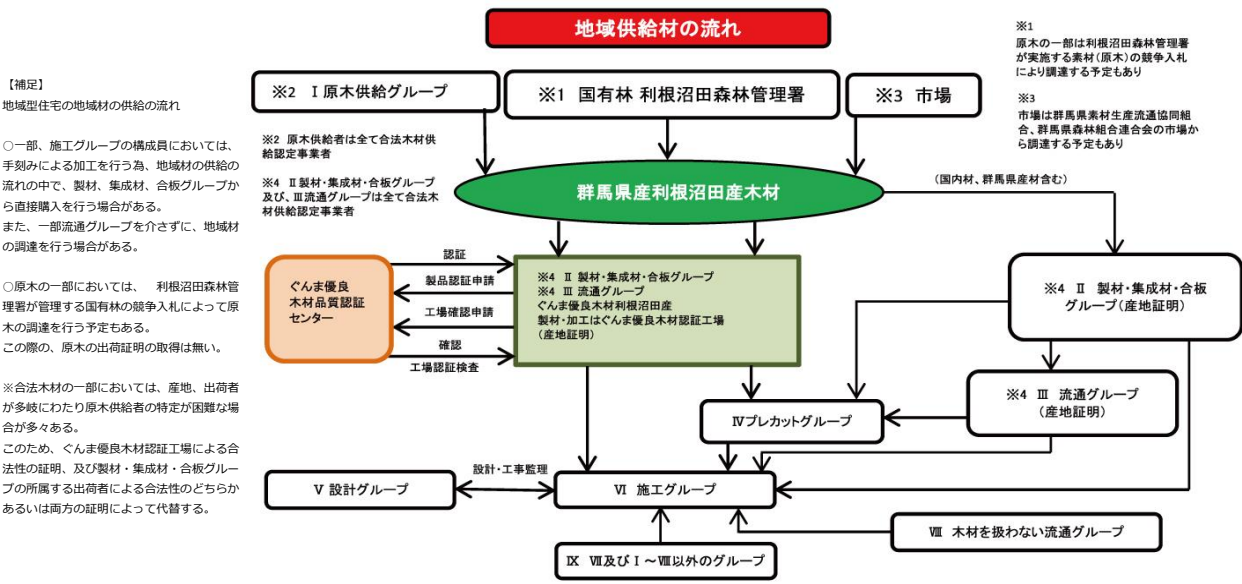 地域供給材の流れ
※1
原木の一部は利根沼田森林管理署
が実施する素材(原木)の競争入札
により調達する予定もあり
※3
市場は群馬県素材生産流通協同組
合、群馬県森林組合連合会の市場か
ら調達する予定もあり
【補足】
地域型住宅の地域材の供給の流れ
○一部、施工グループの構成員においては、
手刻みによる加工を行う為、地域材の供給の
流れの中で、製材、集成材、合板グループか
ら直接購入を行う場合がある。
また、一部流通グループを介さずに、地域材
の調達を行う場合がある。
○原木の一部においては、 利根沼田森林管
理署が管理する国有林の競争入札によって原
木の調達を行う予定もある。
この際の、原木の出荷証明の取得は無い。
※合法木材の一部においては、産地、出荷者
が多岐にわたり原木供給者の特定が困難な場
合が多々ある。
このため、ぐんま優良木材認証工場による合
法性の証明、及び製材・集成材・合板グルー
プの所属する出荷者による合法性のどちらか
あるいは両方の証明によって代替する。
※2 Ⅰ原木供給グループ
※1 国有林 利根沼田森林管理署
※3 市場
※2 原木供給者は全て合法木材供
給認定事業者
※4 Ⅱ製材・集成材・合板グループ
及び、Ⅲ流通グループは全て合法木
材供給認定事業者
群馬県産利根沼田産木材
(国内材、群馬県産材含む)
ぐんま優良
木材品質認証
センター
認証
製品認証申請
工場確認申請
確認
工場認証検査
※4 Ⅱ 製材・集成材・合板グループ
※4 Ⅲ 流通グループ
ぐんま優良木材利根沼田産
製材・加工はぐんま優良木材認証工場
(産地証明)
※4 Ⅱ 製材・集成材・合板
グループ(産地証明)
※4 Ⅲ 流通グループ
(産地証明)
Ⅳプレカットグループ
Ⅴ 設計グループ
設計・工事監理
Ⅵ 施工グループ
Ⅷ 木材を扱わない流通グループ
Ⅸ Ⅶ及びⅠ～Ⅷ以外のグループ